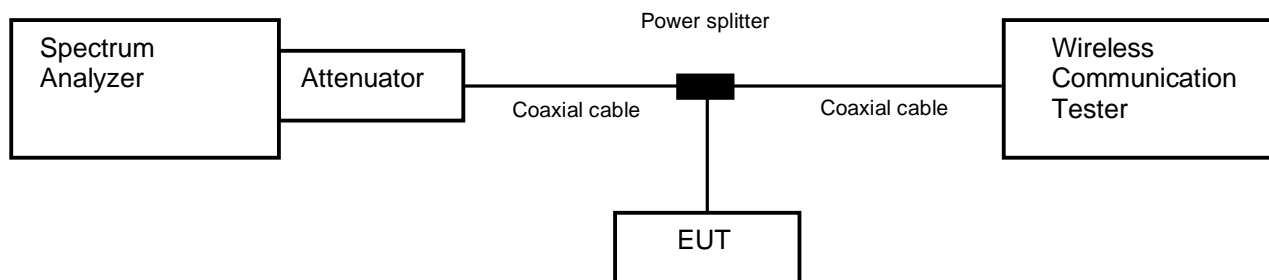 Power splitter
Spectrum
Analyzer
Attenuator
Coaxial cable
Coaxial cable
Wireless
Communication
Tester
EUT